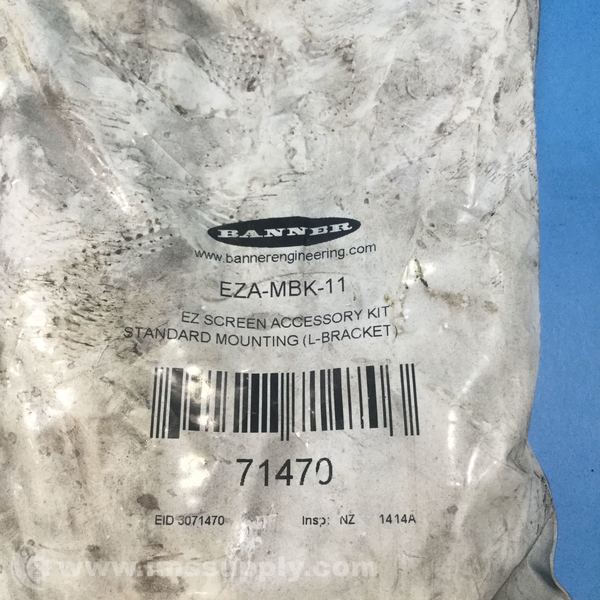 BANNER
www.bannerengineering.com
EZA-MBK-11
EZ SCREEN ACCESSORY KIT
STANDARD MOUNTING (L-BRACKET)
71470
EID 3071470 Insp: NZ 1414A
www.imssupply.com